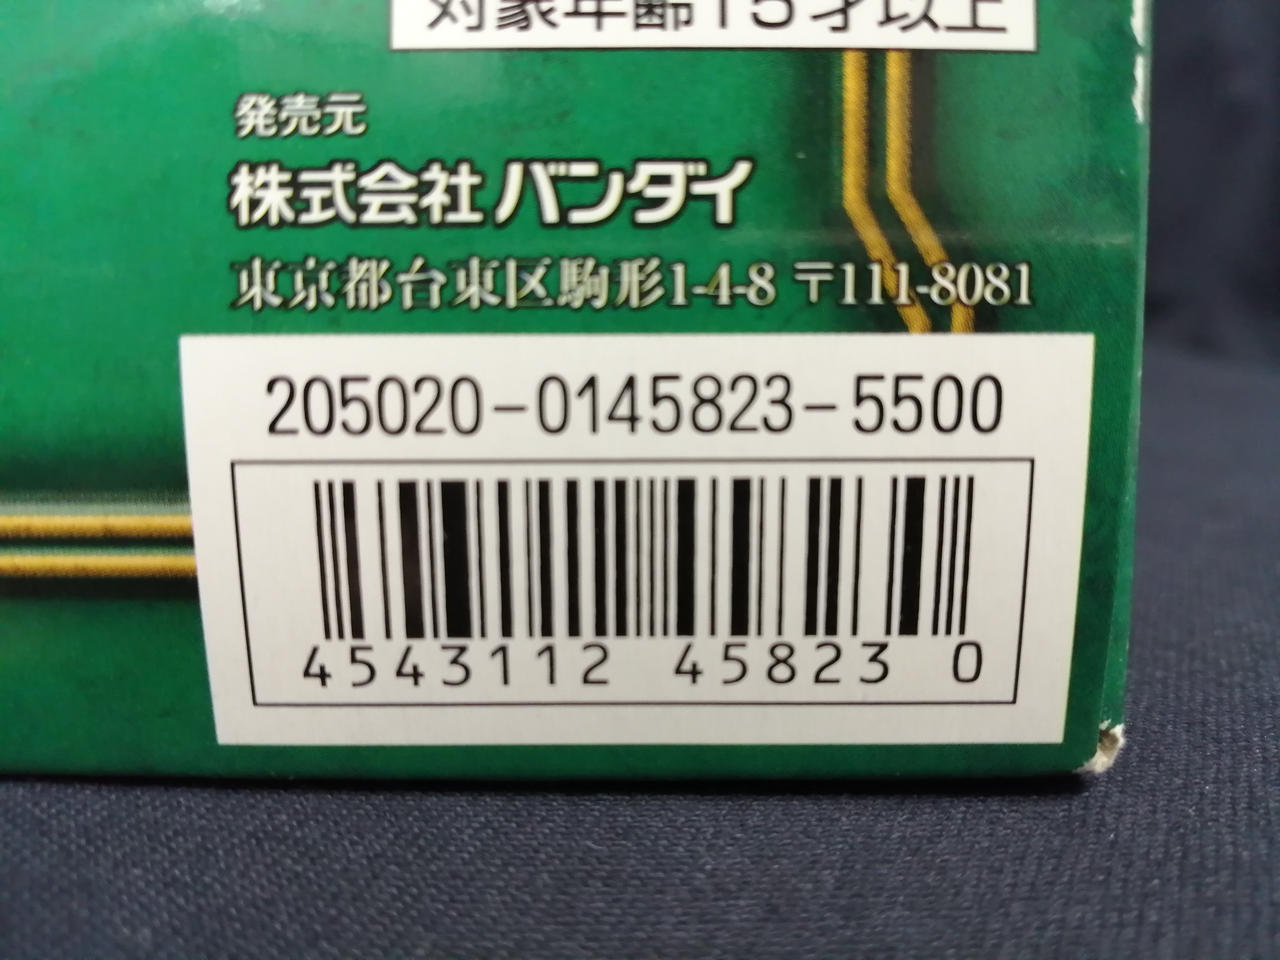 対象年齢15才以上
発売元
株式会社 バンダイ
東京都台東区駒形1-4-8 〒111-8081
205020-0145823-5500
4543112 45823 0